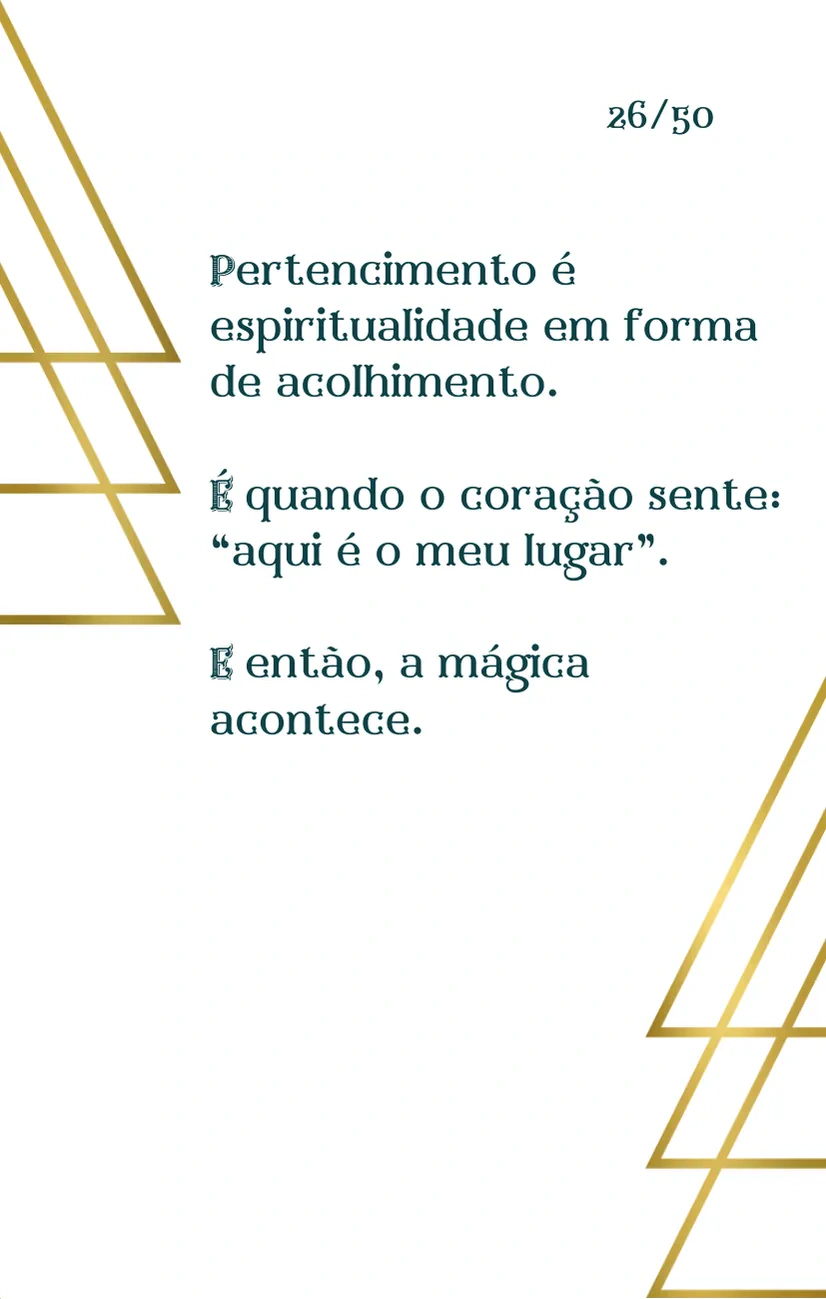 26/50
Pertencimento é
espiritualidade em forma
de acolhimento.
É quando o coração sente:
“aqui é o meu lugar”.
E então, a mágica
acontece.